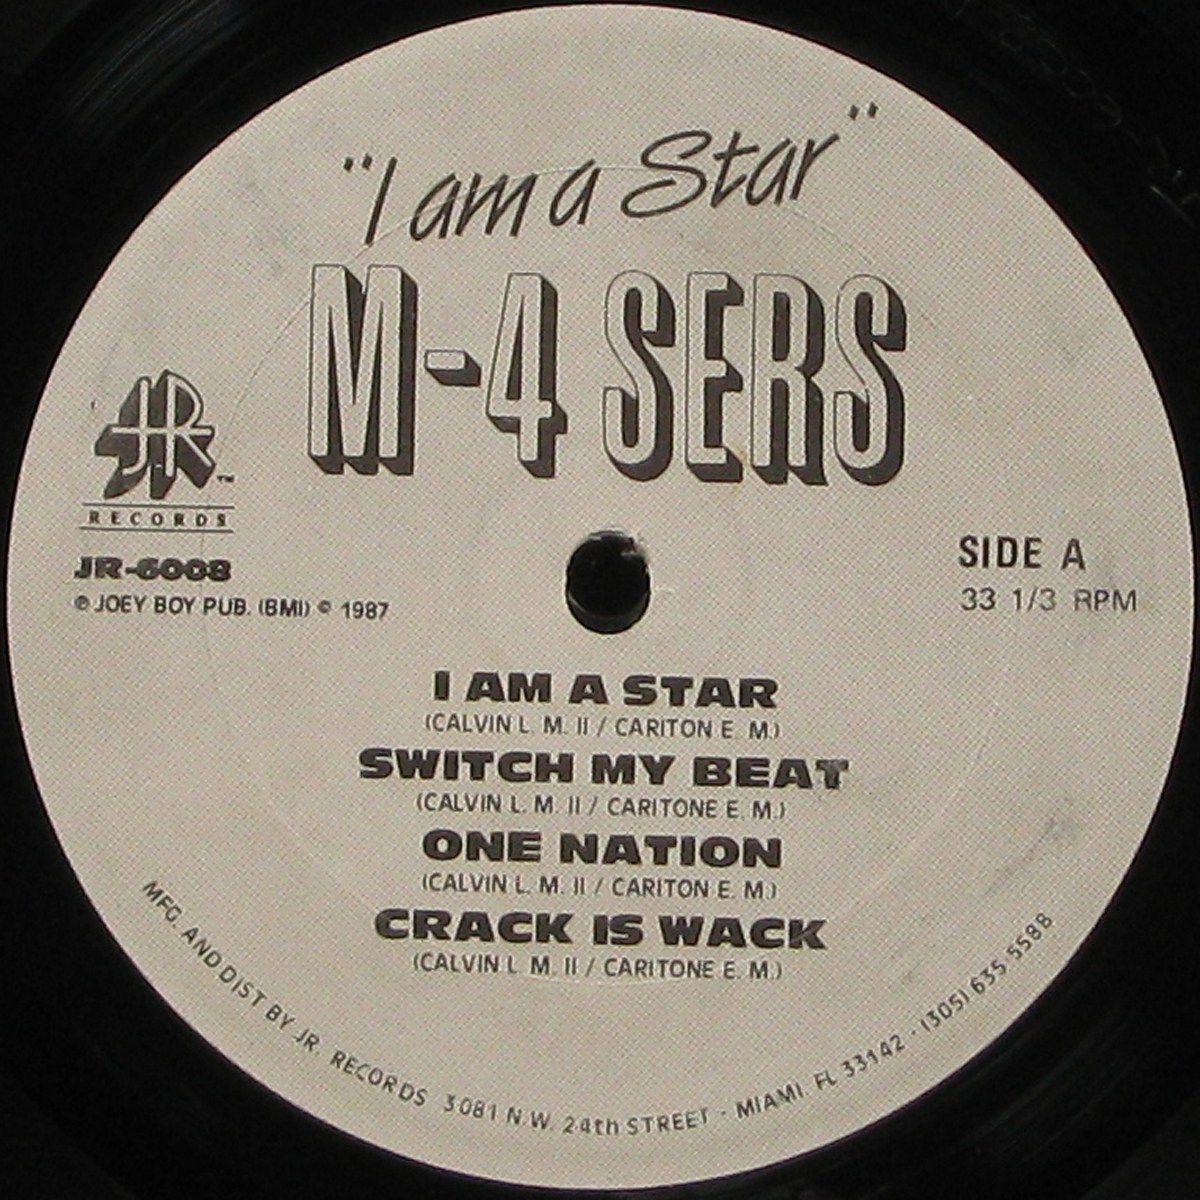 "I am a Star"
M-4 SERS
JR™
RECORDS
JR-6008
℗ JOEY BOY PUB. (BMI) © 1987
SIDE A
33 1/3 RPM
I AM A STAR
(CALVIN L. M. II / CARITON E. M.)
SWITCH MY BEAT
(CALVIN L. M. II / CARITONE E. M.)
ONE NATION
(CALVIN L. M. II / CARITON E. M.)
CRACK IS WACK
(CALVIN L. M. II / CARITONE E. M.)
MFG. AND DIST BY JR. RECORDS 3081 N.W. 24th STREET - MIAMI. FL 33142 · (305) 635 5588